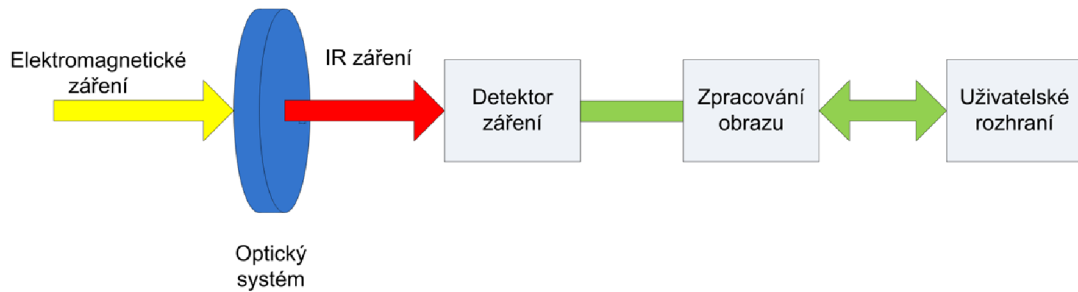 Elektromagnetické
záření
IR záření
Detektor
záření
Zpracování
obrazu
Uživatelské
rozhraní
Optický
systém